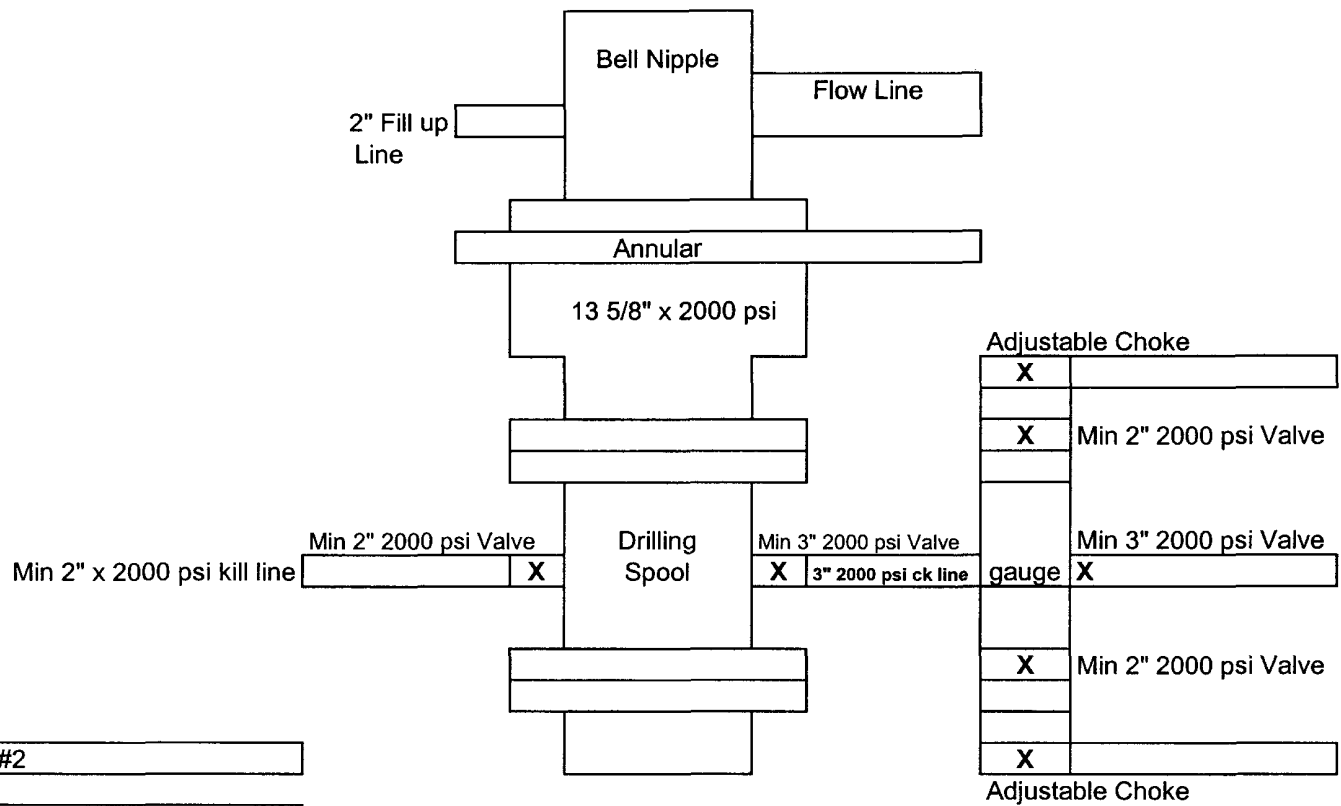 Bell Nipple
Flow Line
2" Fill up
Line
Annular
13 5/8" x 2000 psi
Adjustable Choke
X
X Min 2" 2000 psi Valve
Min 2" 2000 psi Valve
Drilling
Min 3" 2000 psi Valve
Min 3" 2000 psi Valve
Min 2" x 2000 psi kill line
X
Spool
X
3" 2000 psi ck line
gauge
X
X Min 2" 2000 psi Valve
#2
X
Adjustable Choke